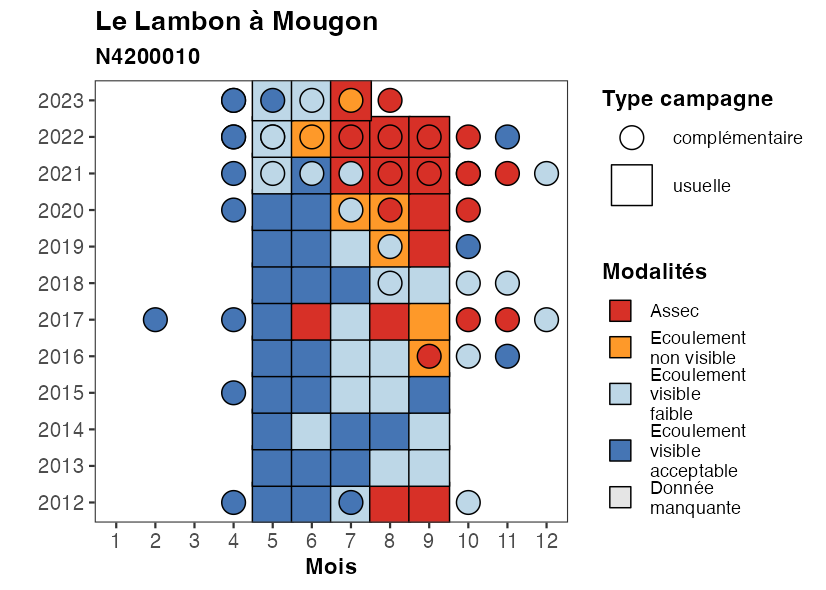 Le Lambon à Mougon
N4200010
2023
2022
2021
2020
2019
2018
2017
2016
2015
2014
2013
2012
1 2 3 4 5 6 7 8 9 10 11 12
Mois
Type campagne
complémentaire
usuelle
Modalités
Assec
Ecoulement
non visible
Ecoulement
visible
faible
Ecoulement
visible
acceptable
Donnée
manquante